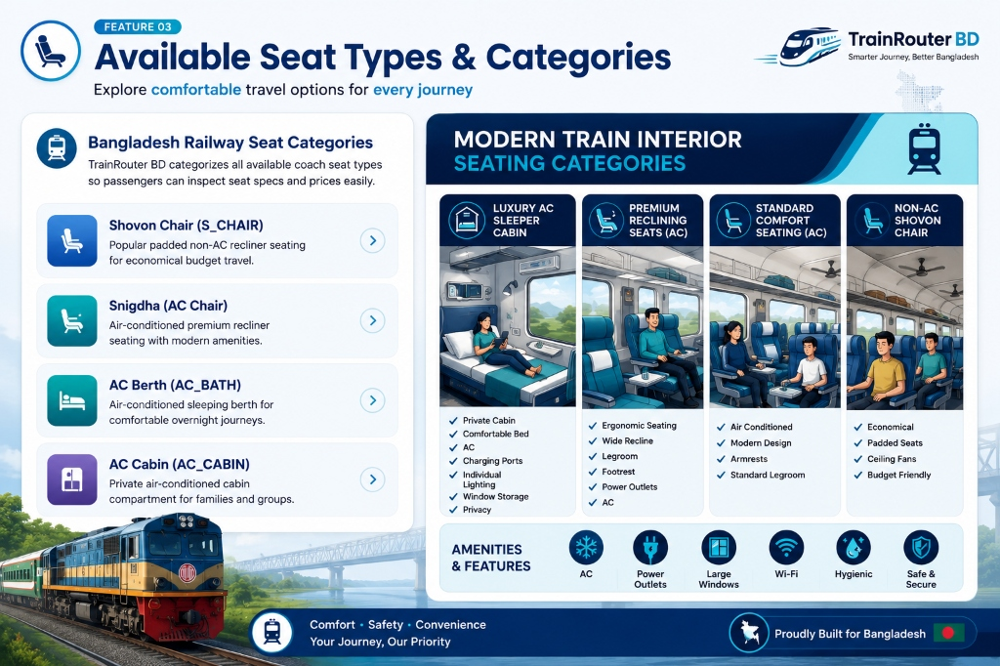 FEATURE 03
Available Seat Types & Categories
Explore comfortable travel options for every journey
TrainRouter BD
Smarter Journey, Better Bangladesh
Bangladesh Railway Seat Categories
TrainRouter BD categorizes all available coach seat types
so passengers can inspect seat specs and prices easily.
Shovon Chair (S_CHAIR)
Popular padded non-AC recliner seating
for economical budget travel.
Snigdha (AC Chair)
Air-conditioned premium recliner
seating with modern amenities.
AC Berth (AC_BATH)
Air-conditioned sleeping berth for
comfortable overnight journeys.
AC Cabin (AC_CABIN)
Private air-conditioned cabin
compartment for families and groups.
MODERN TRAIN INTERIOR
SEATING CATEGORIES
LUXURY AC
SLEEPER
CABIN
Private Cabin
Comfortable Bed
AC
Charging Ports
Individual
Lighting
Window Storage
Privacy
PREMIUM
RECLINING
SEATS (AC)
Ergonomic Seating
Wide Recline
Legroom
Footrest
Power Outlets
AC
STANDARD
COMFORT
SEATING (AC)
Air Conditioned
Modern Design
Armrests
Standard Legroom
NON-AC
SHOVON
CHAIR
Economical
Padded Seats
Ceiling Fans
Budget Friendly
AMENITIES
& FEATURES
AC
Power
Outlets
Large
Windows
Wi-Fi
Hygienic
Safe &
Secure
Comfort • Safety • Convenience
Your Journey, Our Priority
Proudly Built for Bangladesh